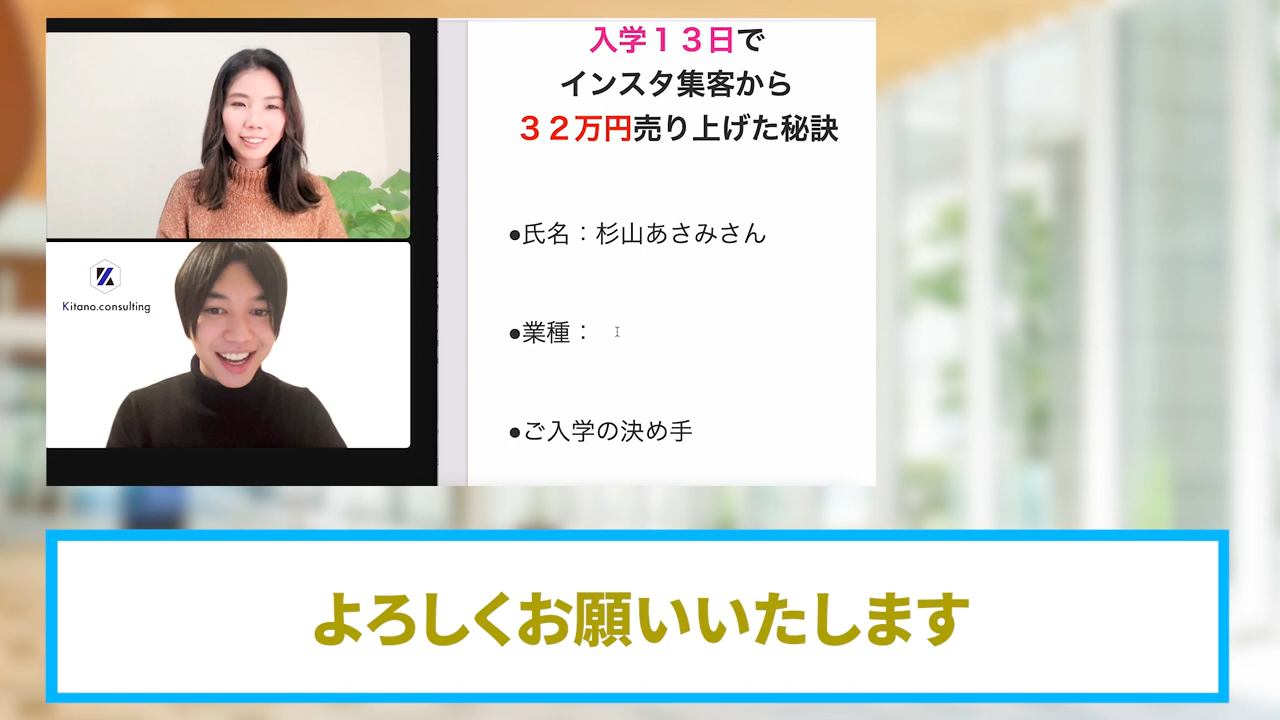 入学１３日で
インスタ集客から
３２万円売り上げた秘訣
●氏名：杉山あさみさん
●業種：
●ご入学の決め手
Kitano.consulting
よろしくお願いいたします